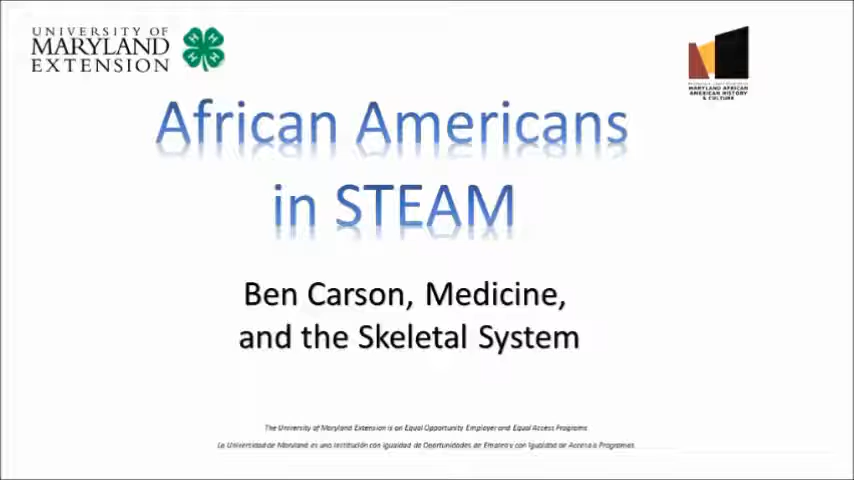 UNIVERSITY OF
MARYLAND
EXTENSION
H H H H
MARYLAND AFRICAN
AMERICAN HISTORY
& CULTURE
African Americans
in STEAM
Ben Carson, Medicine,
and the Skeletal System
The University of Maryland Extension is an Equal Opportunity Employer and Equal Access Programs
La Universidad de Maryland es una Institución con Igualdad de Oportunidades de Empleo y con Igualdad de Acceso a Programas.